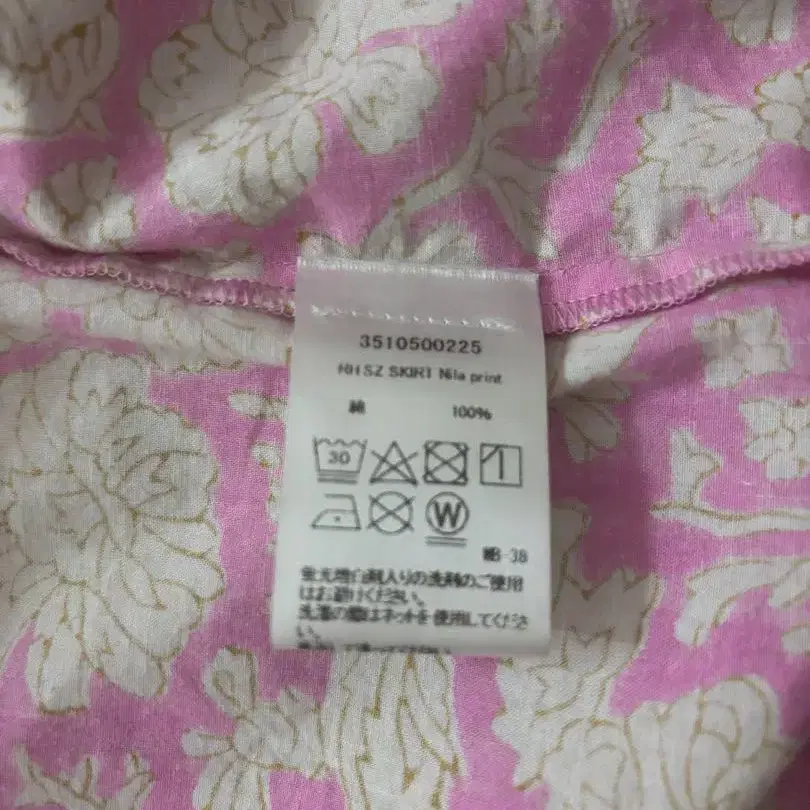 3510500225
SKIRT Nila print
綿 100%
30
W
NB-38
蛍光増白剤入りの洗剤のご使用
はお避けください。
洗濯の際はネットを使用してくださ
い。